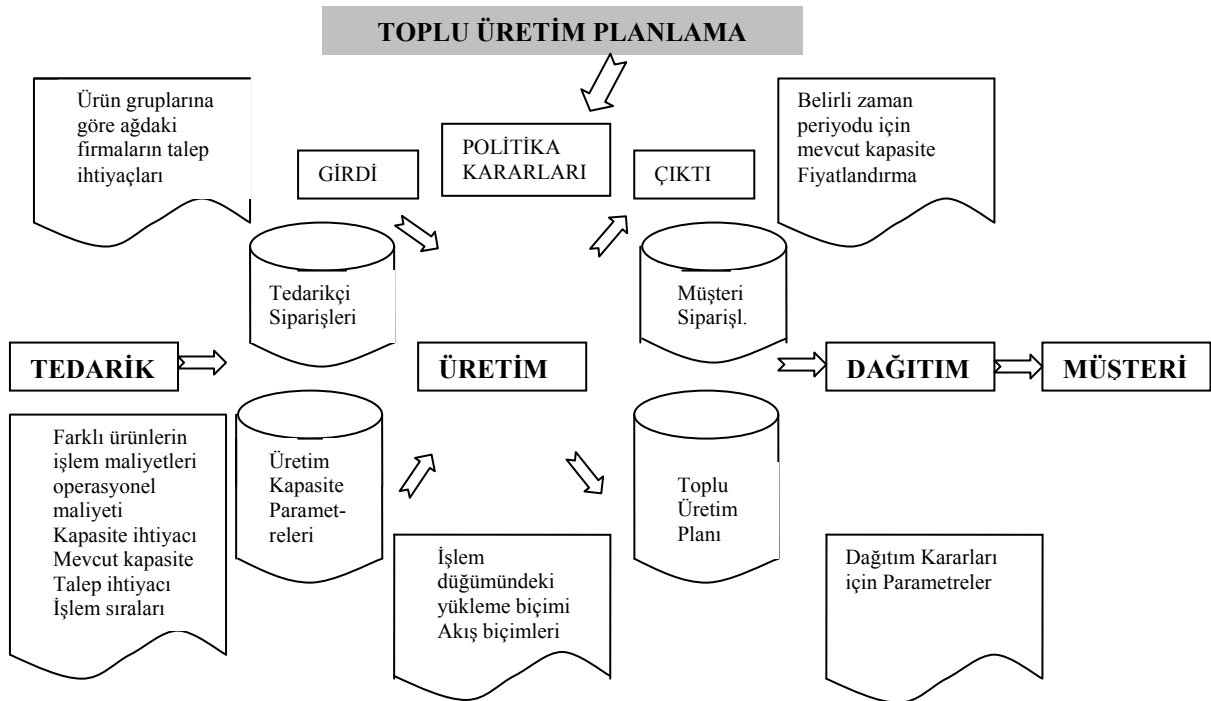 TOPLU ÜRETİM PLANLAMA
Ürün gruplarına
göre ağdaki
firmaların talep
ihtiyaçları
GİRDİ
POLİTİKA
KARARLARI
ÇIKTI
Belirli zaman
periyodu için
mevcut kapasite
Fiyatlandırma
Tedarikçi
Siparişleri
Müşteri
Siparişl.
TEDARİK
ÜRETİM
DAĞITIM
MÜŞTERİ
Farklı ürünlerin
işlem maliyetleri
operasyonel
maliyeti
Kapasite ihtiyacı
Mevcut kapasite
Talep ihtiyacı
İşlem sıraları
Üretim
Kapasite
Paramet-
releri
İşlem
düğümündeki
yükleme biçimi
Akış biçimleri
Toplu
Üretim
Planı
Dağıtım Kararları
için Parametreler